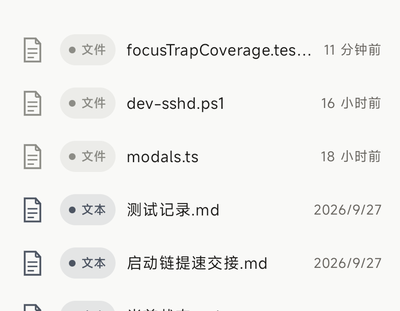 文件 focusTrapCoverage.tes... 11 分钟前
文件 dev-sshd.ps1 16 小时前
文件 modals.ts 18 小时前
文本 测试记录.md 2026/9/27
文本 启动链提速交接.md 2026/9/27